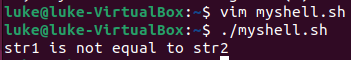 luke@luke-VirtualBox:~$ vim myshell.sh
luke@luke-VirtualBox:~$ ./myshell.sh
str1 is not equal to str2